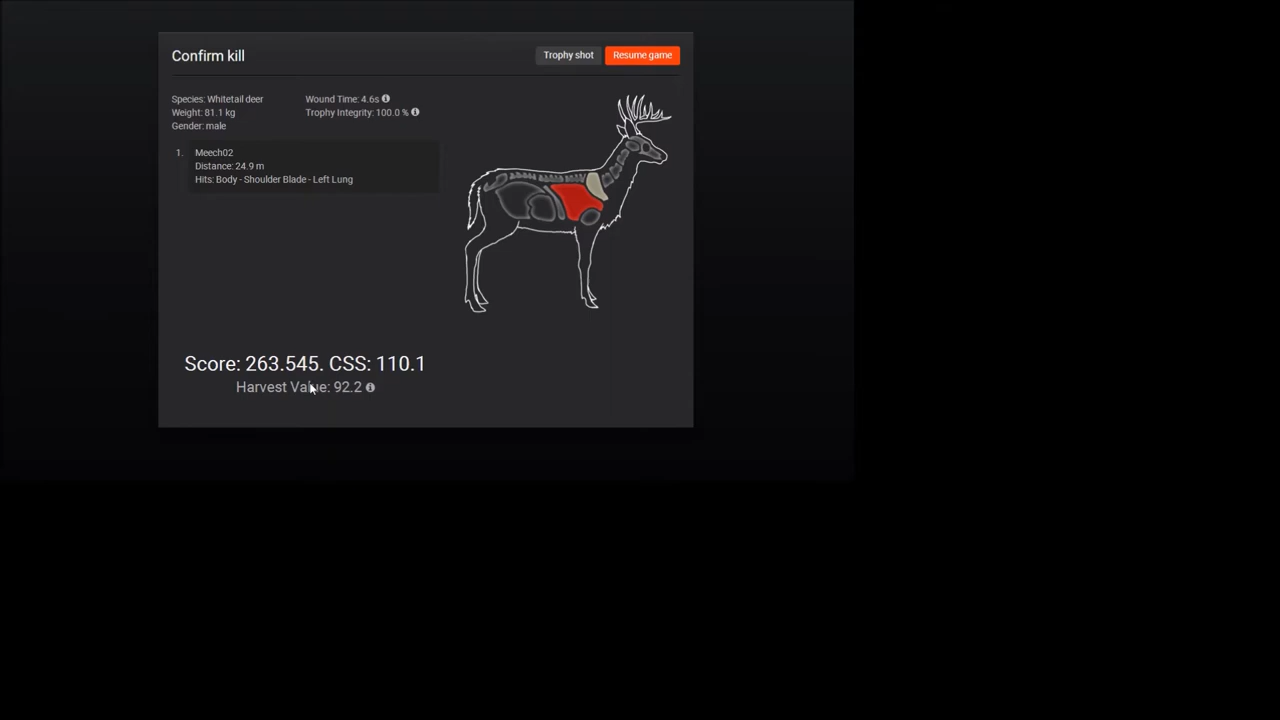 Confirm kill
Trophy shot
Resume game
Species: Whitetail deer
Weight: 81.1 kg
Gender: male
Wound Time: 4.6s
Trophy Integrity: 100.0 %
1.
Meech02
Distance: 24.9 m
Hits: Body - Shoulder Blade - Left Lung
Score: 263.545. CSS: 110.1
Harvest Value: 92.2